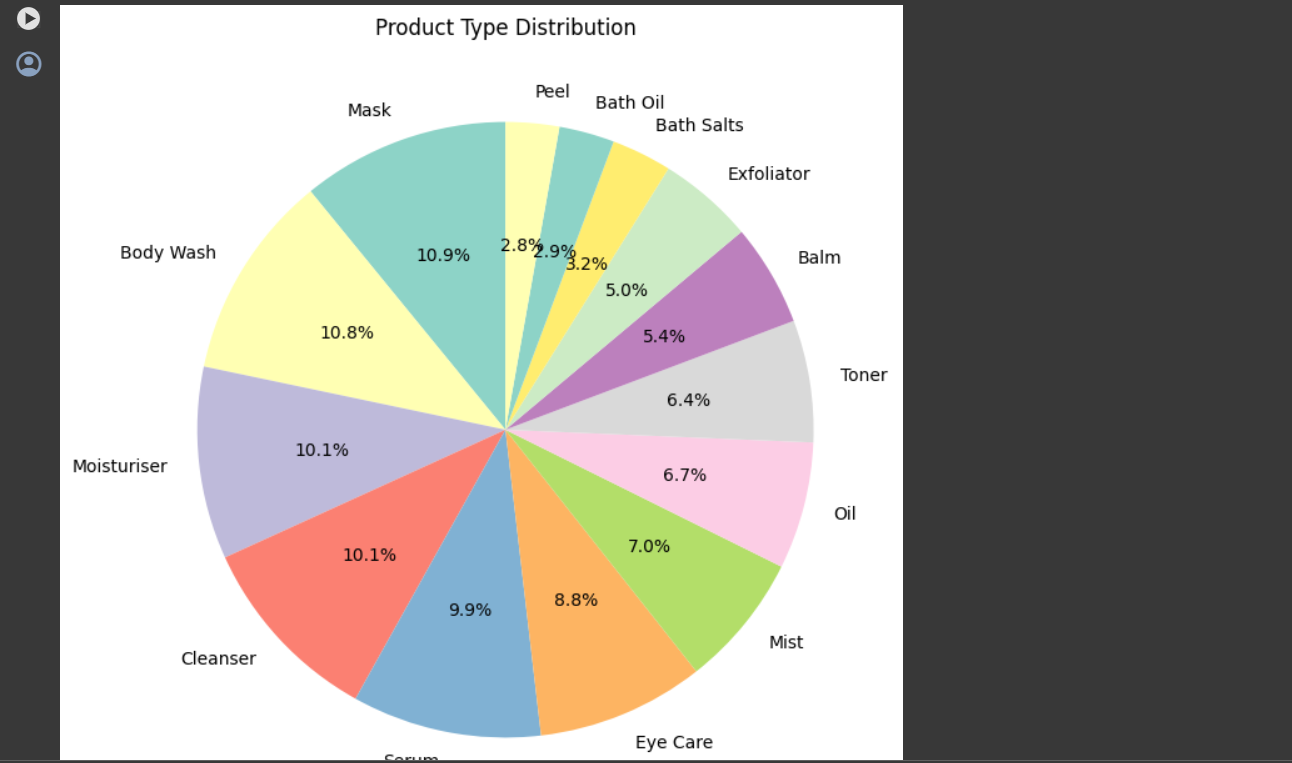 Product Type Distribution
Peel
Bath Oil
Mask
Bath Salts
Exfoliator
2.8%
2.9%
Body Wash
10.9%
3.2%
Balm
5.0%
10.8%
5.4%
Toner
6.4%
10.1%
Moisturiser
6.7%
Oil
10.1%
7.0%
8.8%
9.9%
Mist
Cleanser
Eye Care
Serum